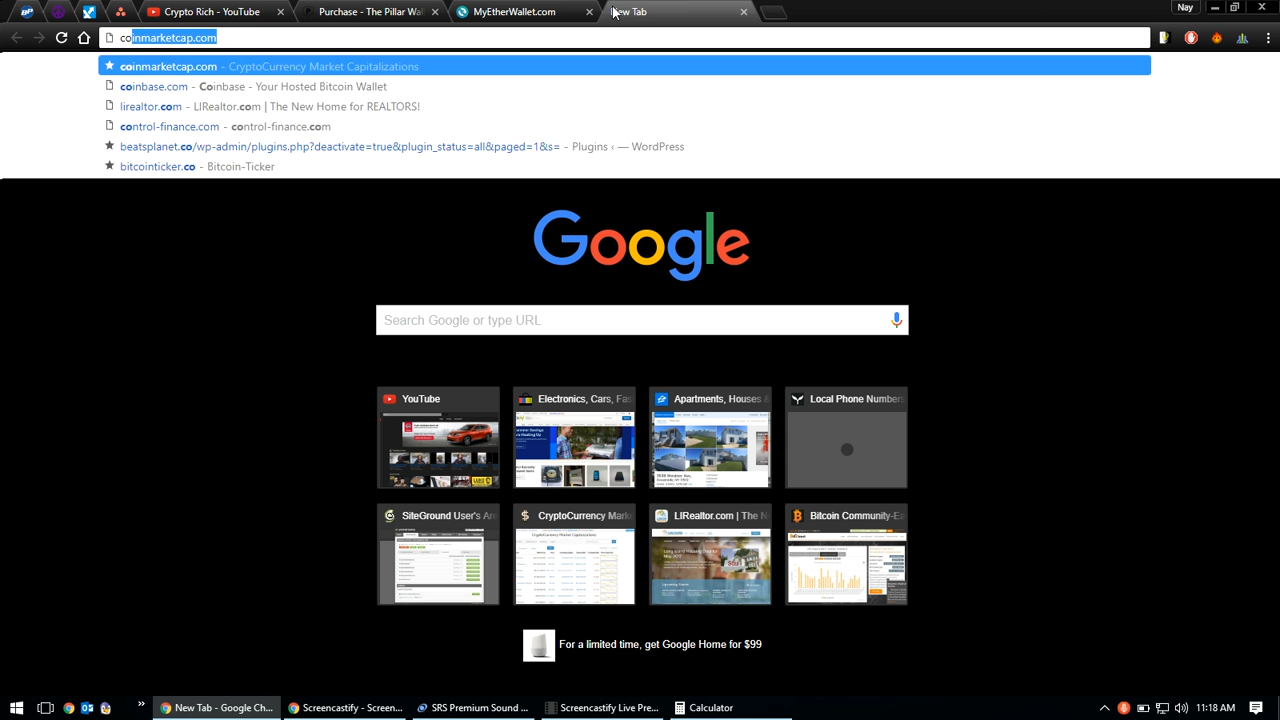 Crypto Rich - YouTube
Purchase - The Pillar Wal
MyEtherWallet.com
New Tab
Nay
coinmarketcap.com
coinmarketcap.com - CryptoCurrency Market Capitalizations
coinbase.com - Coinbase - Your Hosted Bitcoin Wallet
lirealtor.com - LIRealtor.com | The New Home for REALTORS!
control-finance.com - control-finance.com
beatsplanet.co/wp-admin/plugins.php?deactivate=true&plugin_status=all&paged=1&s= - Plugins ‹ — WordPress
bitcointicker.co - Bitcoin-Ticker
Google
Search Google or type URL
YouTube
Electronics, Cars, Fas
Apartments, Houses &
Local Phone Numbers
SiteGround User's Are
CryptoCurrency Mark
LIRealtor.com | The N
Bitcoin Community-Ea
For a limited time, get Google Home for $99
New Tab - Google Ch...
Screencastify - Screen...
SRS Premium Sound ...
Screencastify Live Pre...
Calculator
11:18 AM